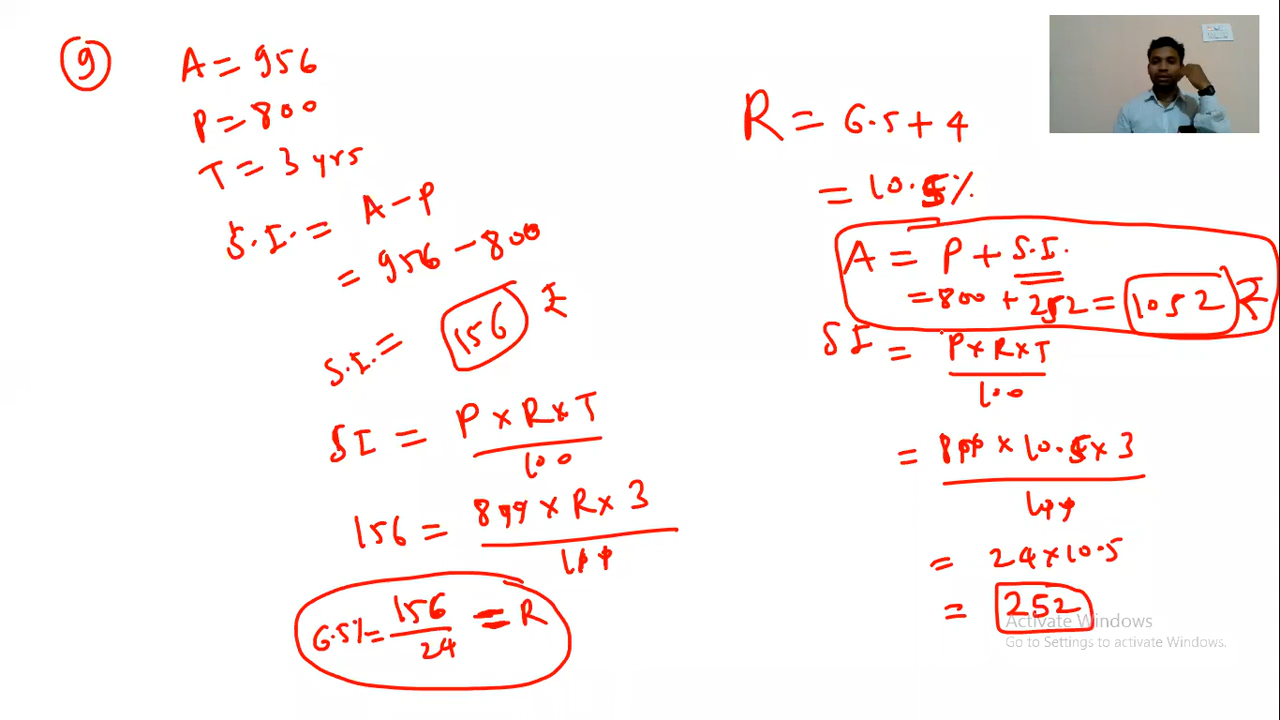 9
A = 956
P = 800
T = 3 yrs
S.I. = A - P
= 956 - 800
S.I. = 156 ₹
SI = P × R × T / 100
156 = 800 × R × 3 / 100
6.5% = 156 / 24 = R
R = 6.5 + 4
= 10.5%
A = P + S.I.
= 800 + 252 = 1052 ₹
SI = P × R × T / 100
= 800 × 10.5 × 3 / 100
= 24 × 10.5
= 252
Activate Windows
Go to Settings to activate Windows.